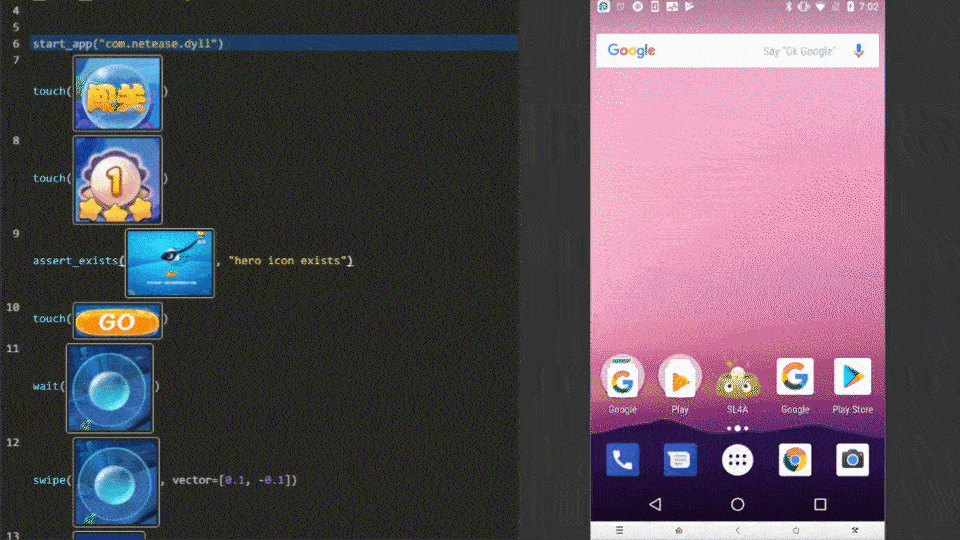 4
5
6 start_app("com.netease.dyll")
7
touch(闯关)
8
touch(1)
9
assert_exists(, "hero icon exists")
10
touch(GO)
11
wait()
12
swipe(, vector=[0.1, -0.1])
13
7:02
Google Say "Ok Google"
Google Play SL4A Google Play Store